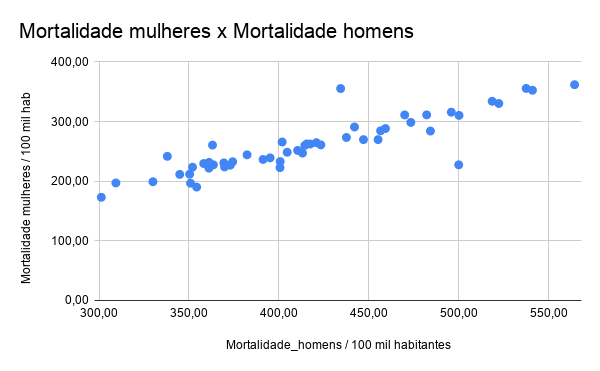 Mortalidade mulheres x Mortalidade homens
Mortalidade mulheres / 100 mil hab
400,00
300,00
200,00
100,00
0,00
300,00 350,00 400,00 450,00 500,00 550,00
Mortalidade_homens / 100 mil habitantes